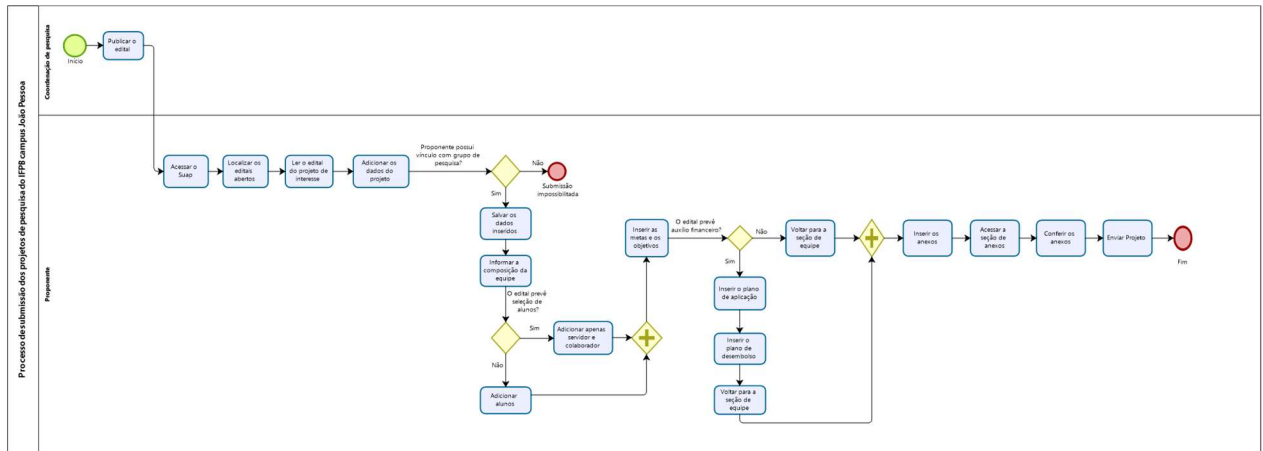 Processo de submissão dos projetos de pesquisa do IFPB campus João Pessoa
Coordenação de pesquisa
Início
Publicar o
edital
Proponente
Acessar o
Suap
Localizar os
editais
abertos
Ler o edital
do projeto de
interesse
Adicionar os
dados do
projeto
Proponente possui
vínculo com grupo de
pesquisa?
Não
Submissão
impossibilitada
Sim
Salvar os
dados
inseridos
Informar a
composição da
equipe
O edital prevê
seleção de
alunos?
Sim
Adicionar apenas
servidor e
colaborador
Não
Adicionar
alunos
Inserir as
metas e os
objetivos
O edital prevê
auxílio financeiro?
Não
Voltar para a
seção de
equipe
Sim
Inserir o plano
de aplicação
Inserir o
plano de
desembolso
Voltar para a
seção de
equipe
Inserir os
anexos
Acessar a
seção de
anexos
Conferir os
anexos
Enviar Projeto
Fim